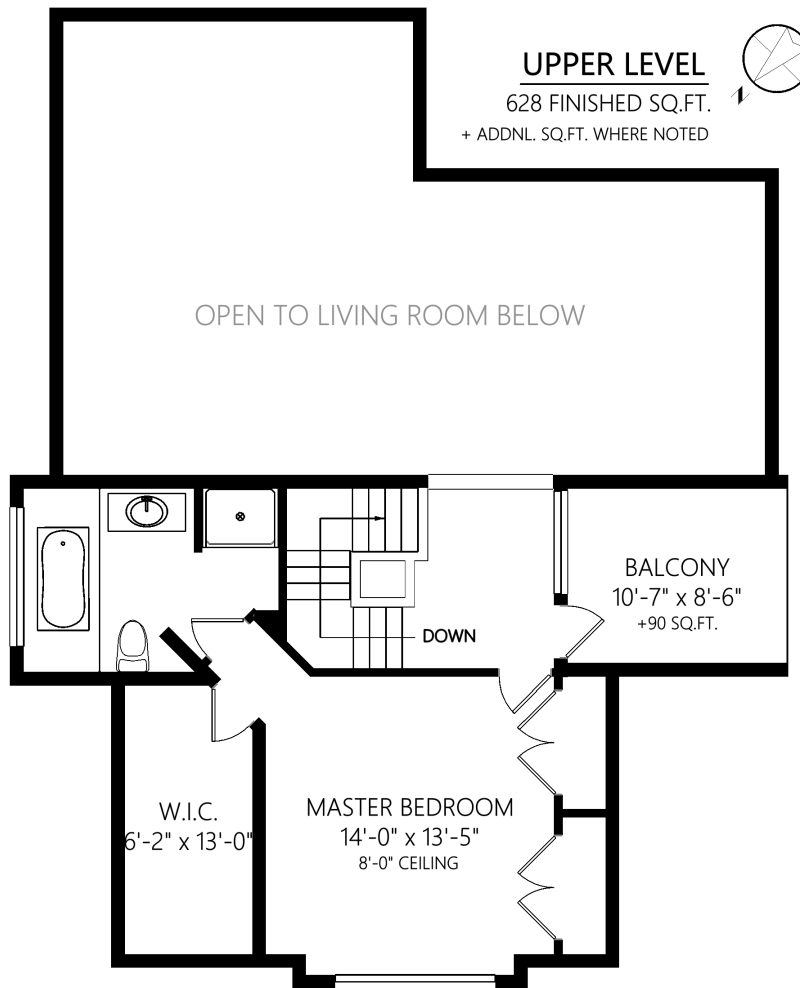 UPPER LEVEL
628 FINISHED SQ.FT.
+ ADDNL. SQ.FT. WHERE NOTED
N
OPEN TO LIVING ROOM BELOW
BALCONY
10'-7" x 8'-6"
+90 SQ.FT.
DOWN
W.I.C.
6'-2" x 13'-0"
MASTER BEDROOM
14'-0" x 13'-5"
8'-0" CEILING